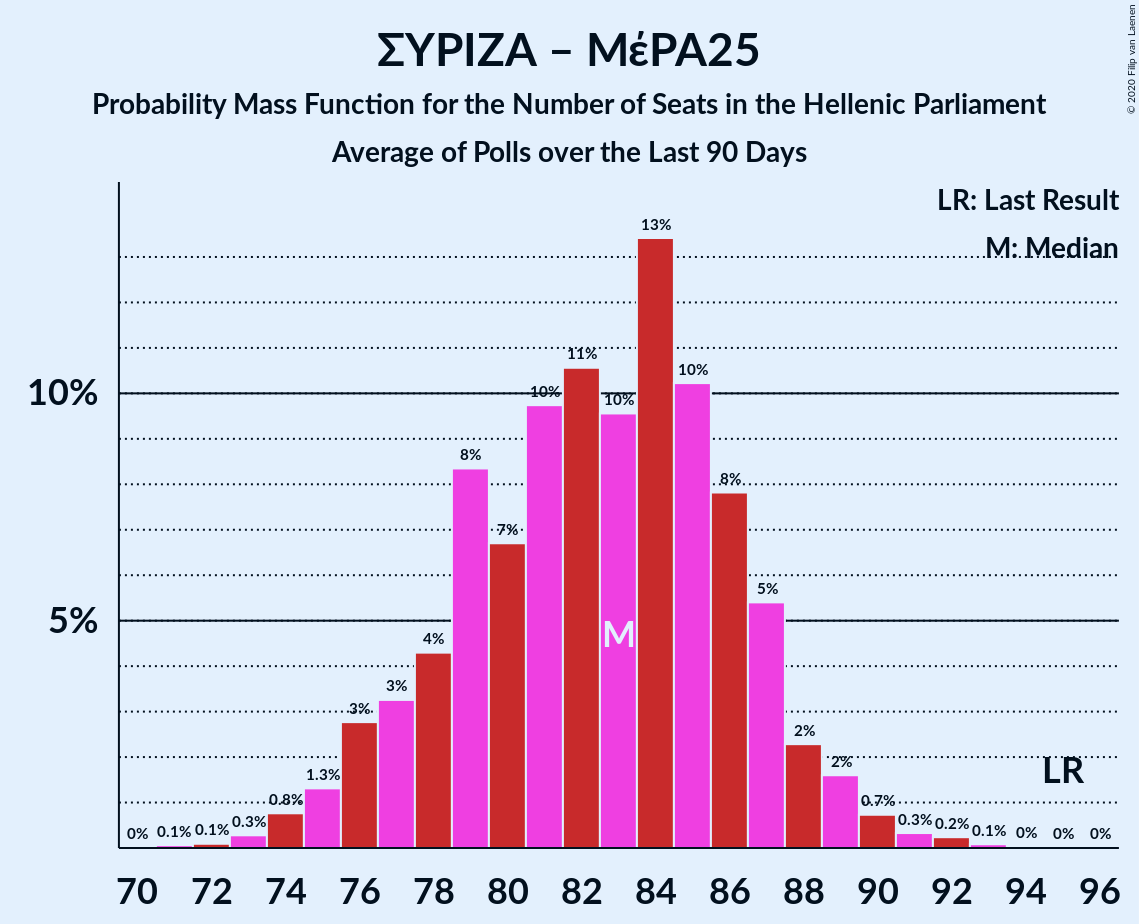 ΣΥΡΙΖΑ – ΜέΡΑ25
Probability Mass Function for the Number of Seats in the Hellenic Parliament
Average of Polls over the Last 90 Days
© 2020 Filip van Laenen
LR: Last Result
M: Median
13%
11%
10%
10%
10%
10%
8%
8%
7%
5%
5%
M
4%
3%
3%
2%
2%
LR
1.3%
0.8%
0.7%
0% 0.1% 0.1% 0.3%
0.3% 0.2% 0.1% 0% 0% 0%
70 72 74 76 78 80 82 84 86 88 90 92 94 96